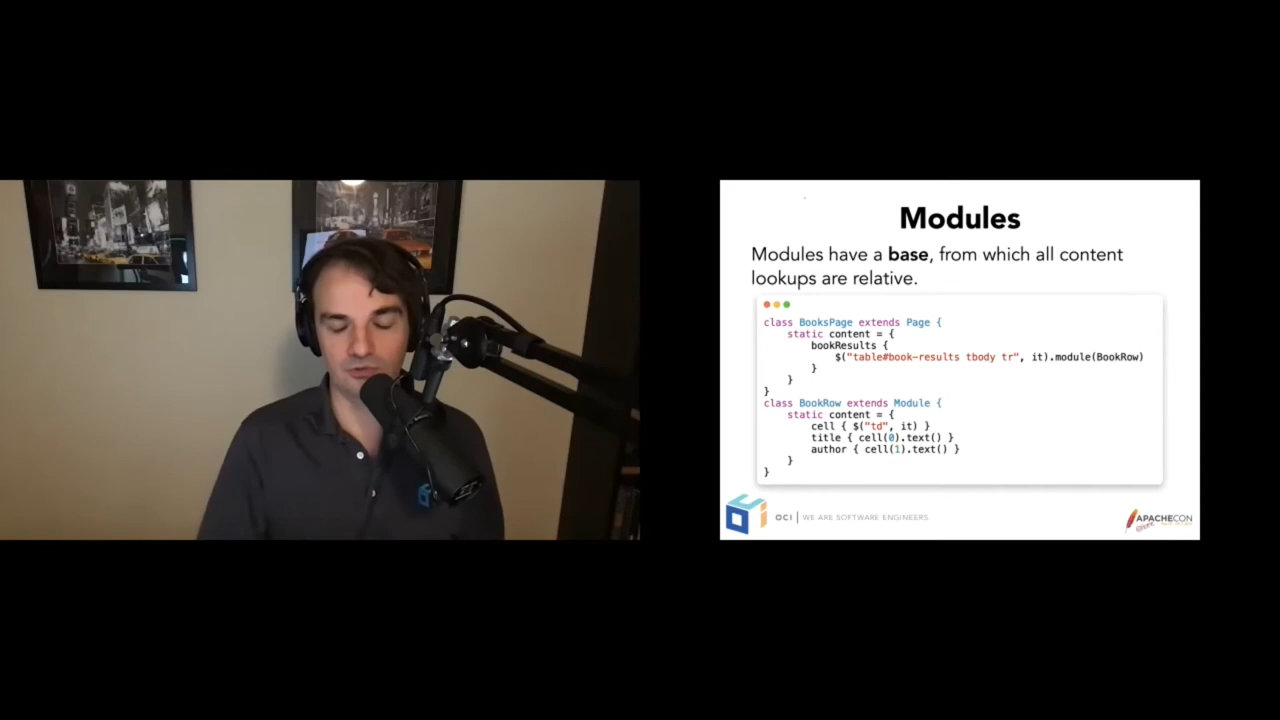 Modules
Modules have a base, from which all content
lookups are relative.
class BooksPage extends Page {
    static content = {
        bookResults {
            $("table#book-results tbody tr", it).module(BookRow)
        }
    }
}
class BookRow extends Module {
    static content = {
        cell { $("td", it) }
        title { cell(0).text() }
        author { cell(1).text() }
    }
}
OCI | WE ARE SOFTWARE ENGINEERS
APACHECON